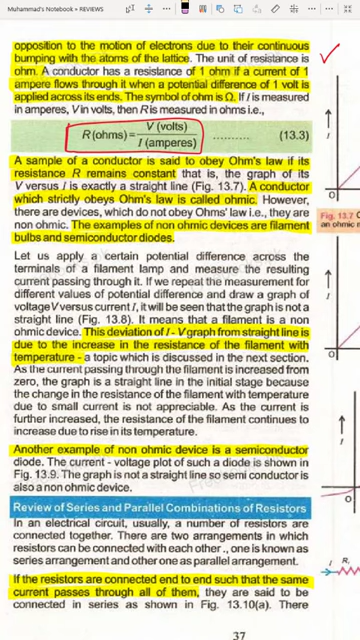 Muhammad's Notebook • REVIEWS
opposition to the motion of electrons due to their continuous
bumping with the atoms of the lattice. The unit of resistance is
ohm. A conductor has a resistance of 1 ohm if a current of 1
ampere flows through it when a potential difference of 1 volt is
applied across its ends. The symbol of ohm is Ω. If I is measured
in amperes, V in volts, then R is measured in ohms i.e.,
R (ohms) = V (volts) / I (amperes) .......... (13.3)
A sample of a conductor is said to obey Ohm's law if its
resistance R remains constant that is, the graph of its
V versus I is exactly a straight line (Fig. 13.7). A conductor
which strictly obeys Ohm's law is called ohmic. However,
there are devices, which do not obey Ohms' law i.e., they are
non ohmic. The examples of non ohmic devices are filament
bulbs and semiconductor diodes.
Let us apply a certain potential difference across the
terminals of a filament lamp and measure the resulting
current passing through it. If we repeat the measurement for
different values of potential difference and draw a graph of
voltage V versus current I, it will be seen that the graph is not a
straight line (Fig. 13.8). It means that a filament is a non
ohmic device. This deviation of I - V graph from straight line is
due to the increase in the resistance of the filament with
temperature - a topic which is discussed in the next section.
As the current passing through the filament is increased from
zero, the graph is a straight line in the initial stage because
the change in the resistance of the filament with temperature
due to small current is not appreciable. As the current is
further increased, the resistance of the filament continues to
increase due to rise in its temperature.
Another example of non ohmic device is a semiconductor
diode. The current - voltage plot of such a diode is shown in
Fig. 13.9. The graph is not a straight line so semi conductor is
also a non ohmic device.
Review of Series and Parallel Combinations of Resistors
In an electrical circuit, usually, a number of resistors are
connected together. There are two arrangements in which
resistors can be connected with each other ., one is known as
series arrangement and other one as parallel arrangement.
If the resistors are connected end to end such that the same
current passes through all of them, they are said to be
connected in series as shown in Fig. 13.10(a). There
37
I
O
Fig. 13.7
an ohmic
I
O
I
I
R₁